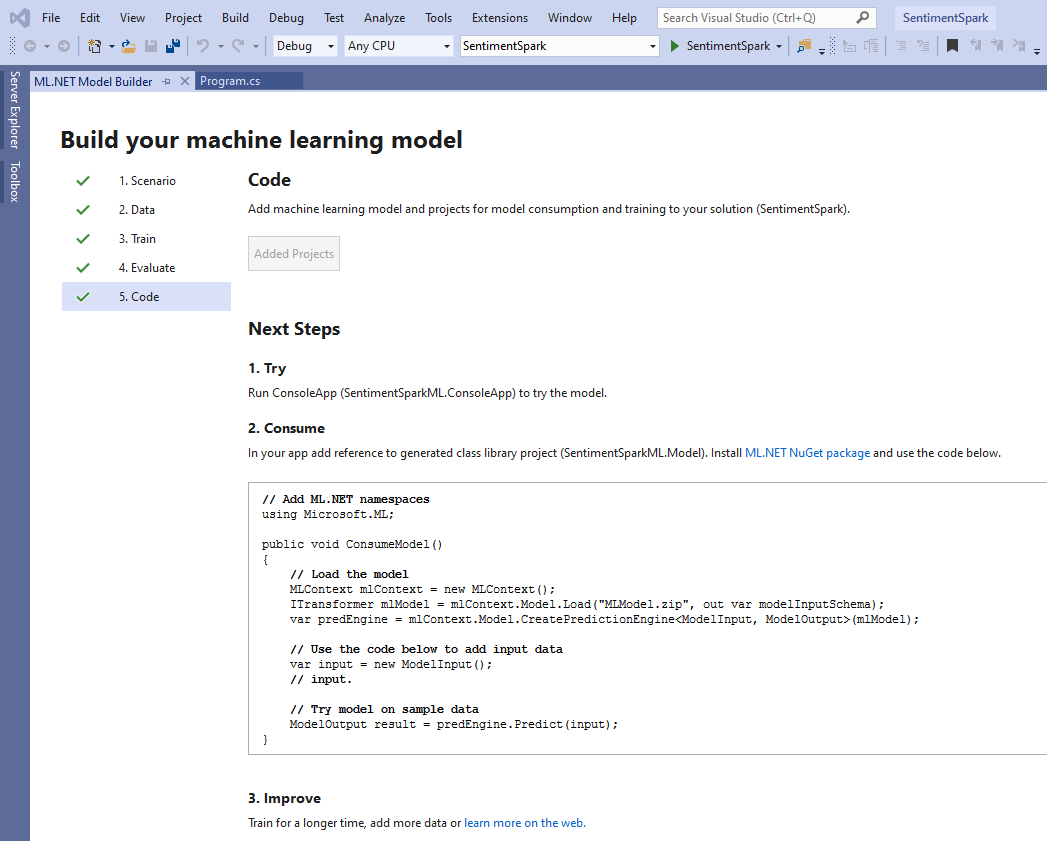 File Edit View Project Build Debug Test Analyze Tools Extensions Window Help Search Visual Studio (Ctrl+Q) SentimentSpark
Debug Any CPU SentimentSpark SentimentSpark
Server Explorer
Toolbox
ML.NET Model Builder Program.cs
Build your machine learning model
1. Scenario
2. Data
3. Train
4. Evaluate
5. Code
Code
Add machine learning model and projects for model consumption and training to your solution (SentimentSpark).
Added Projects
Next Steps
1. Try
Run ConsoleApp (SentimentSparkML.ConsoleApp) to try the model.
2. Consume
In your app add reference to generated class library project (SentimentSparkML.Model). Install ML.NET NuGet package and use the code below.
// Add ML.NET namespaces
using Microsoft.ML;
public void ConsumeModel()
{
// Load the model
MLContext mlContext = new MLContext();
ITransformer mlModel = mlContext.Model.Load("MLModel.zip", out var modelInputSchema);
var predEngine = mlContext.Model.CreatePredictionEngine<ModelInput, ModelOutput>(mlModel);
// Use the code below to add input data
var input = new ModelInput();
// input.
// Try model on sample data
ModelOutput result = predEngine.Predict(input);
}
3. Improve
Train for a longer time, add more data or learn more on the web.